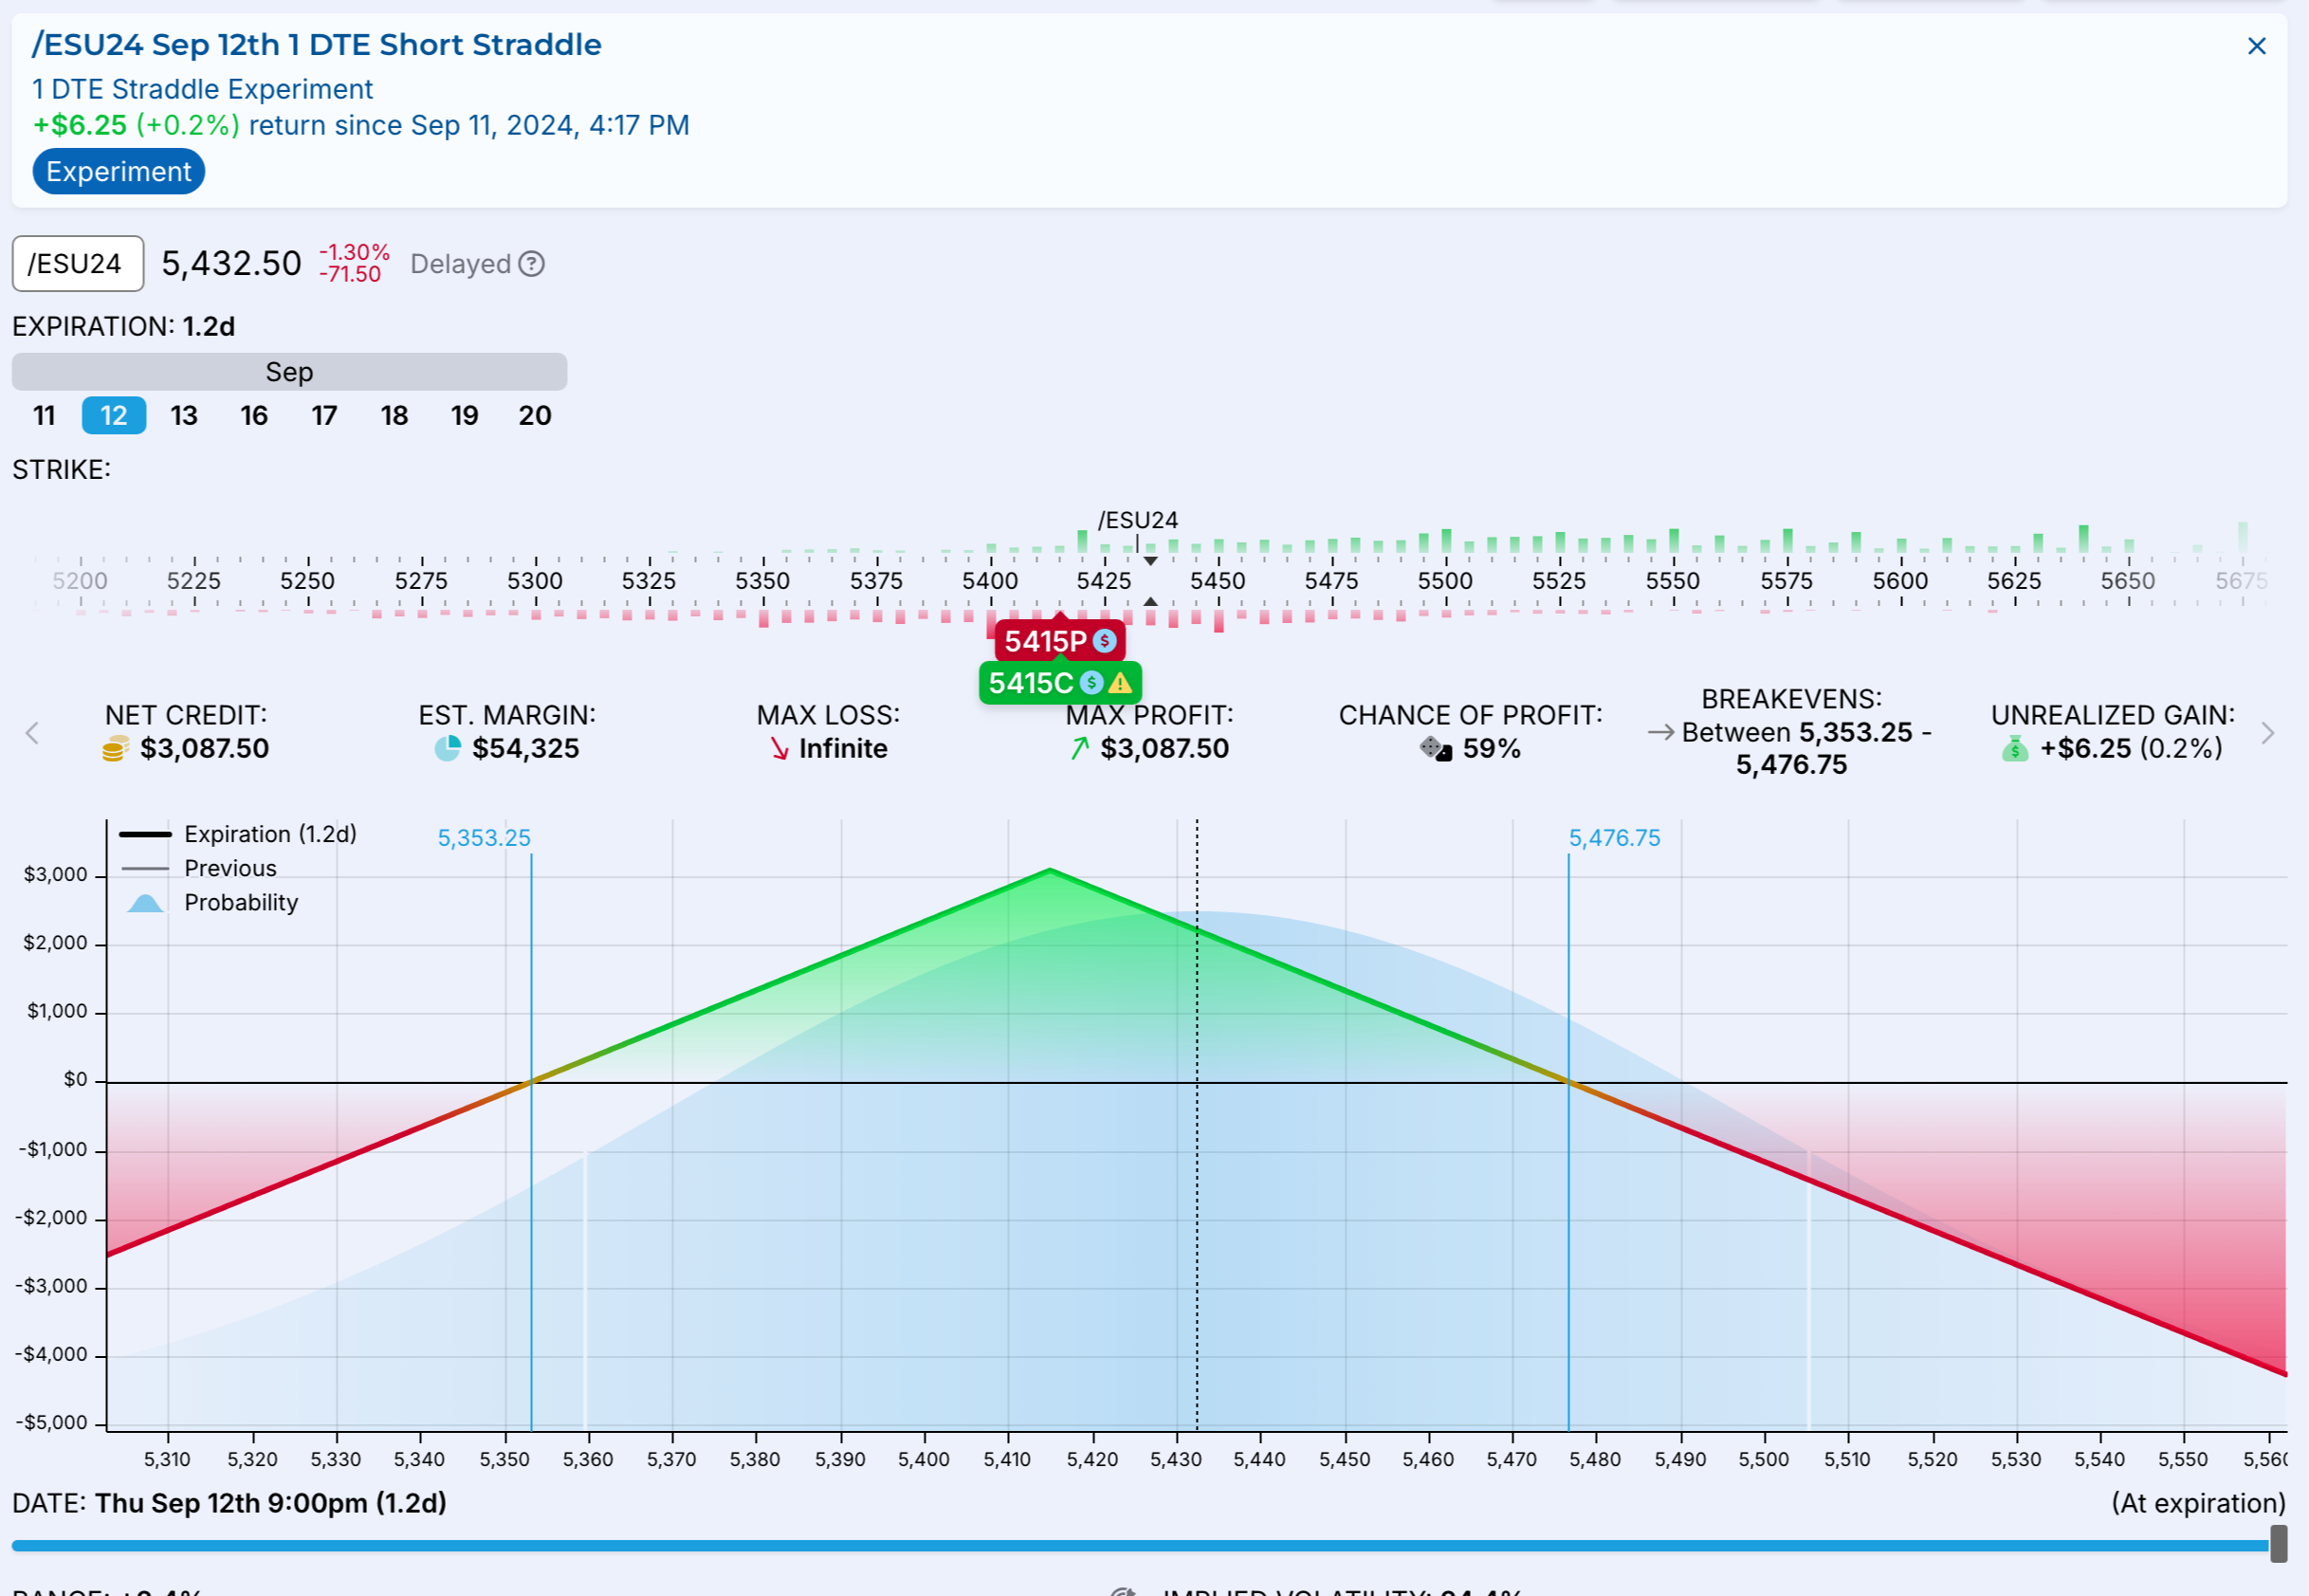 /ESU24 Sep 12th 1 DTE Short Straddle
1 DTE Straddle Experiment
+$6.25 (+0.2%) return since Sep 11, 2024, 4:17 PM
Experiment
/ESU24 5,432.50 -1.30% -71.50 Delayed ?
EXPIRATION: 1.2d
Sep
11 12 13 16 17 18 19 20
STRIKE:
/ESU24
5200 5225 5250 5275 5300 5325 5350 5375 5400 5425 5450 5475 5500 5525 5550 5575 5600 5625 5650 5675
5415P $
5415C $
NET CREDIT:
$3,087.50
EST. MARGIN:
$54,325
MAX LOSS:
Infinite
MAX PROFIT:
$3,087.50
CHANCE OF PROFIT:
59%
BREAKEVENS:
Between 5,353.25 -
5,476.75
UNREALIZED GAIN:
+$6.25 (0.2%)
Expiration (1.2d)
Previous
Probability
5,353.25
5,476.75
$3,000
$2,000
$1,000
$0
-$1,000
-$2,000
-$3,000
-$4,000
-$5,000
5,310 5,320 5,330 5,340 5,350 5,360 5,370 5,380 5,390 5,400 5,410 5,420 5,430 5,440 5,450 5,460 5,470 5,480 5,490 5,500 5,510 5,520 5,530 5,540 5,550 5,560
DATE: Thu Sep 12th 9:00pm (1.2d)
(At expiration)
RANGE:
IMPLIED VOLATILITY: